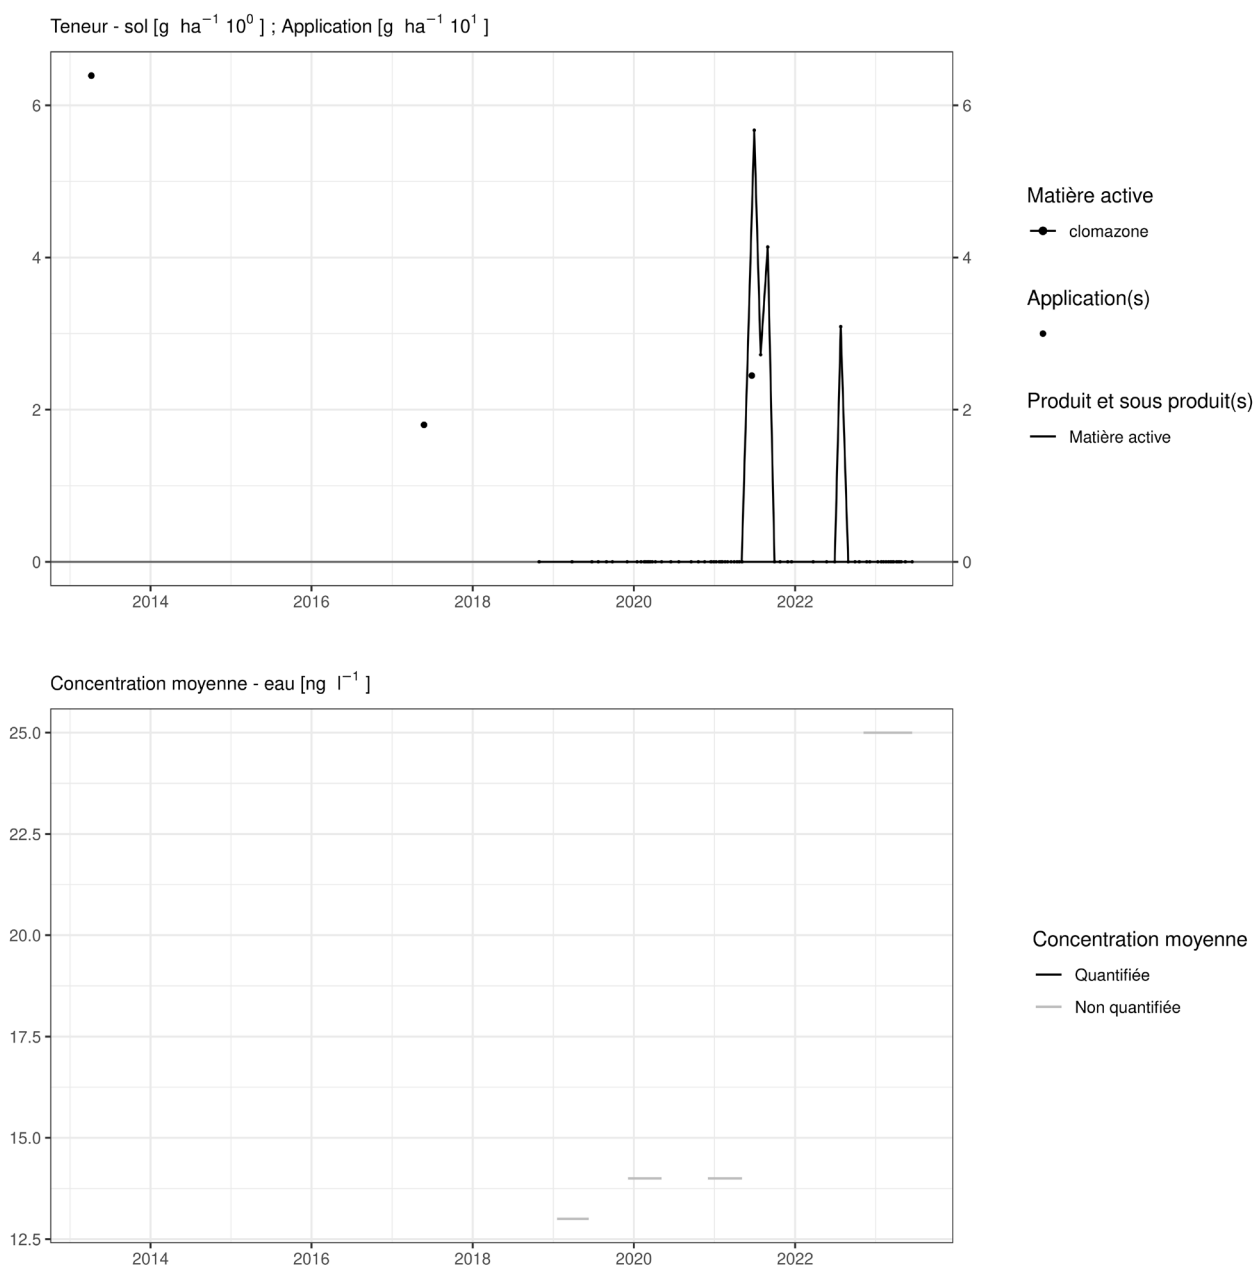 Teneur - sol [g ha⁻¹ 10⁰ ] ; Application [g ha⁻¹ 10¹ ]
6
4
2
0
6
4
2
0
2014 2016 2018 2020 2022
Matière active
clomazone
Application(s)
Produit et sous produit(s)
Matière active
Concentration moyenne - eau [ng l⁻¹ ]
25.0
22.5
20.0
17.5
15.0
12.5
2014 2016 2018 2020 2022
Concentration moyenne
Quantifiée
Non quantifiée